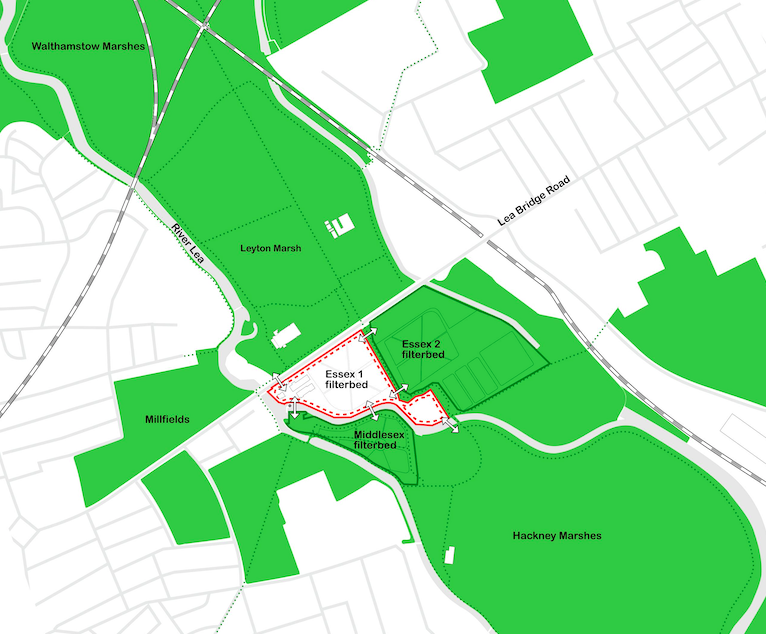 Walthamstow Marshes
Lea Bridge Road
River Lea
Leyton Marsh
Essex 2
filterbed
Essex 1
filterbed
Millfields
Middlesex
filterbed
Hackney Marshes